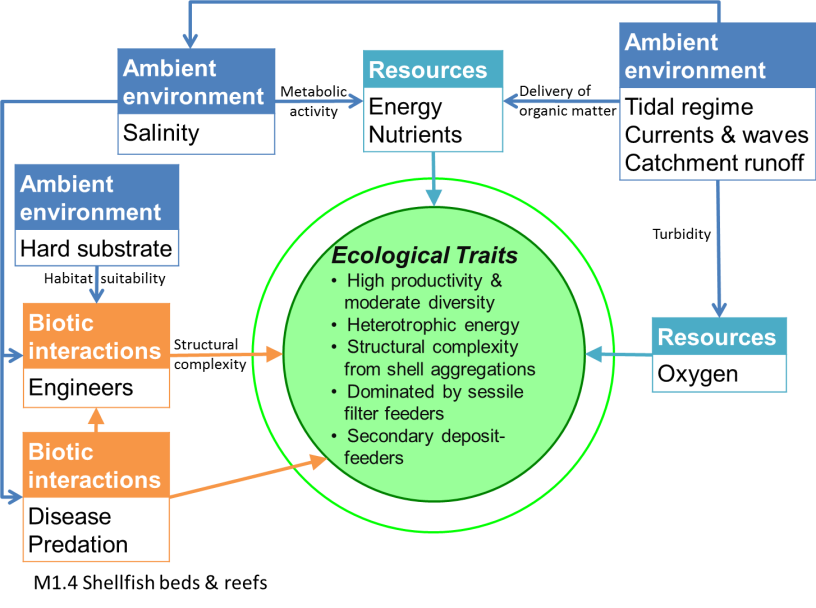 Ambient
environment
Salinity
Metabolic
activity
Resources
Energy
Nutrients
Delivery of
organic matter
Ambient
environment
Tidal regime
Currents & waves
Catchment runoff
Ambient
environment
Hard substrate
Habitat suitability
Turbidity
Biotic
interactions
Engineers
Structural
complexity
Ecological Traits
• High productivity &
moderate diversity
• Heterotrophic energy
• Structural complexity
from shell aggregations
• Dominated by sessile
filter feeders
• Secondary deposit-
feeders
Resources
Oxygen
Biotic
interactions
Disease
Predation
M1.4 Shellfish beds & reefs